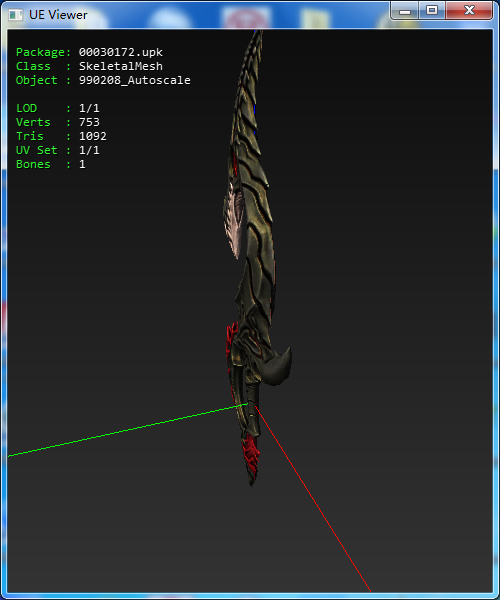 UE Viewer
Package: 00030172.upk
Class : SkeletalMesh
Object : 990208_Autoscale
LOD : 1/1
Verts : 753
Tris : 1092
UV Set : 1/1
Bones : 1